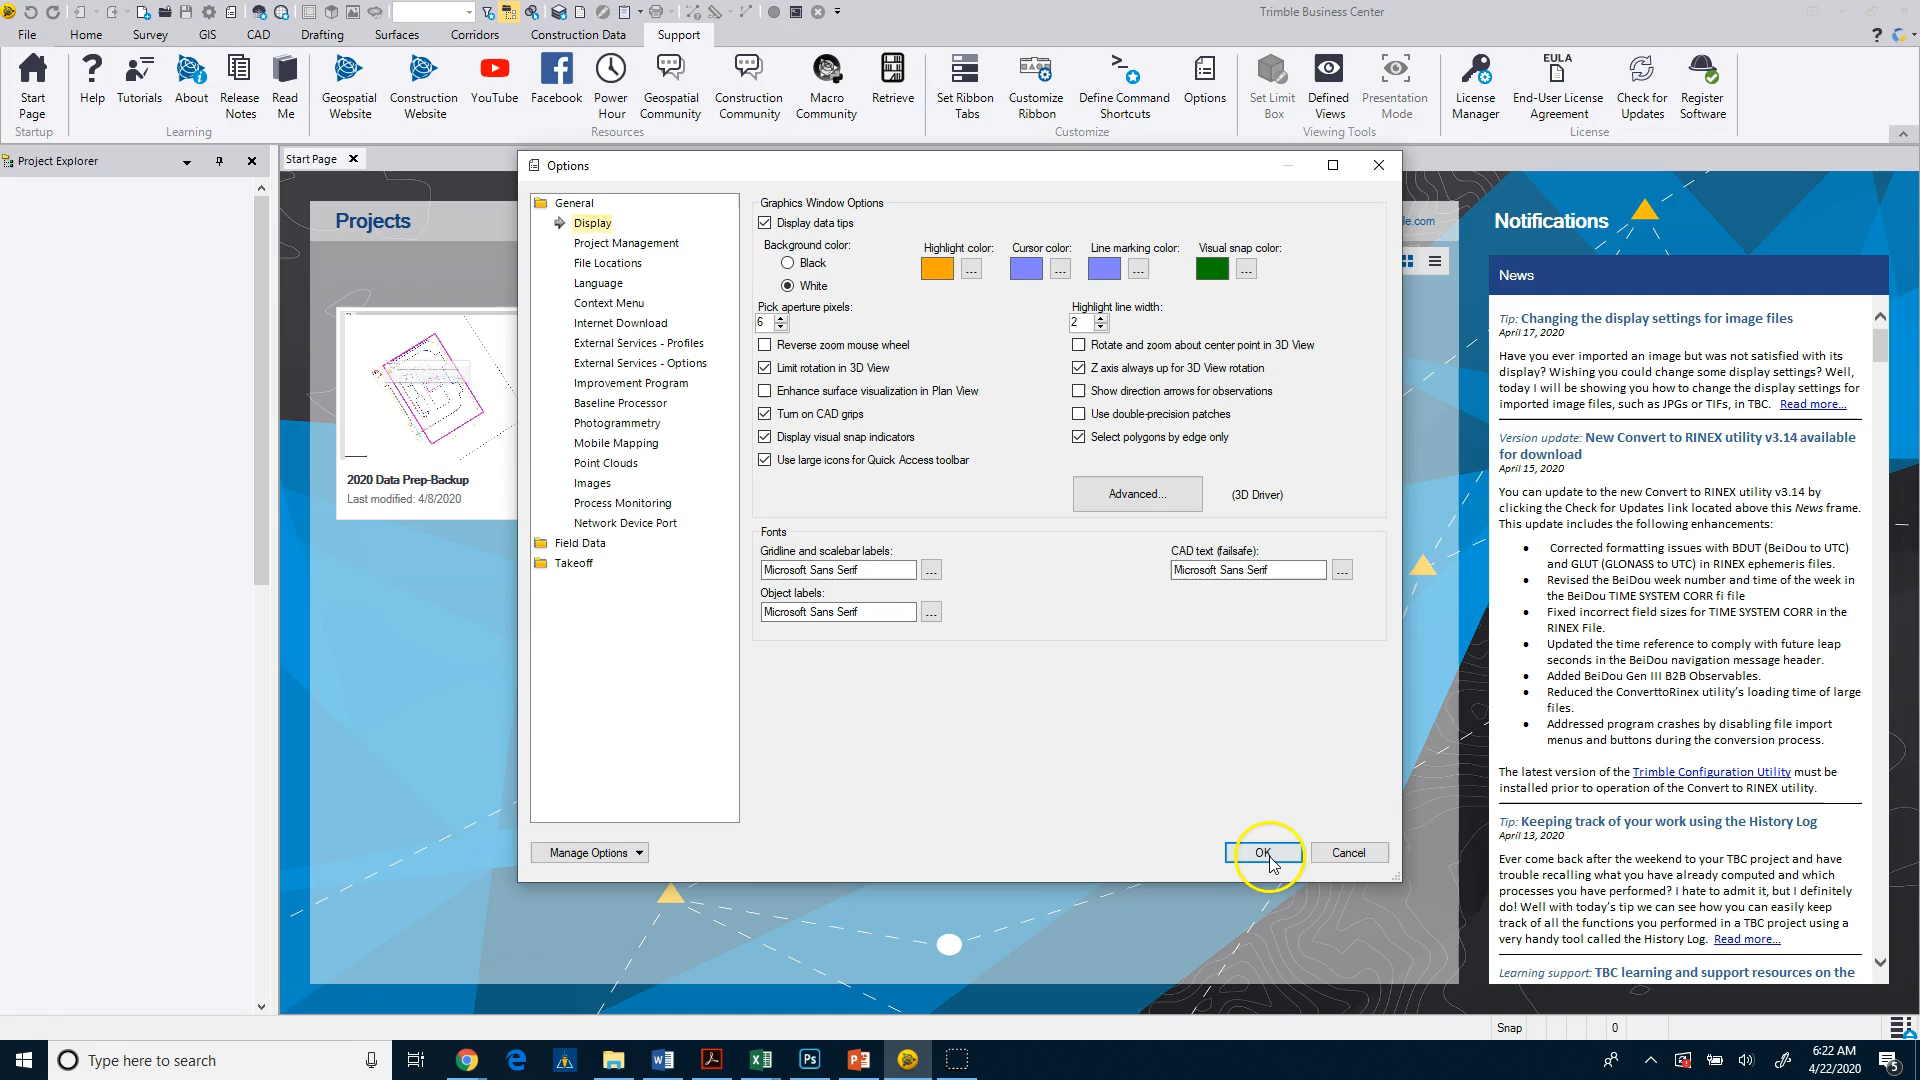 Trimble Business Center
File Home Survey GIS CAD Drafting Surfaces Corridors Construction Data Support
Start Page
Help
Tutorials
About
Release Notes
Read Me
Geospatial Website
Construction Website
YouTube
Facebook
Power Hour
Geospatial Community
Construction Community
Macro Community
Retrieve
Set Ribbon Tabs
Customize Ribbon
Define Command Shortcuts
Options
Set Limit Box
Defined Views
Presentation Mode
License Manager
EULA
End-User License Agreement
Check for Updates
Register Software
Startup Learning Resources Customize Viewing Tools License
Project Explorer
Start Page
Projects
2020 Data Prep-Backup
Last modified: 4/8/2020
Options
General
Display
Project Management
File Locations
Language
Context Menu
Internet Download
External Services - Profiles
External Services - Options
Improvement Program
Baseline Processor
Photogrammetry
Mobile Mapping
Point Clouds
Images
Process Monitoring
Network Device Port
Field Data
Takeoff
Graphics Window Options
Display data tips
Background color:
Black
White
Highlight color:
...
Cursor color:
...
Line marking color:
...
Visual snap color:
...
Pick aperture pixels:
6
Highlight line width:
2
Reverse zoom mouse wheel
Limit rotation in 3D View
Enhance surface visualization in Plan View
Turn on CAD grips
Display visual snap indicators
Use large icons for Quick Access toolbar
Rotate and zoom about center point in 3D View
Z axis always up for 3D View rotation
Show direction arrows for observations
Use double-precision patches
Select polygons by edge only
Advanced... (3D Driver)
Fonts
Gridline and scalebar labels:
Microsoft Sans Serif ...
CAD text (failsafe):
Microsoft Sans Serif ...
Object labels:
Microsoft Sans Serif ...
Manage Options
OK
Cancel
le.com
Notifications
News
Tip: Changing the display settings for image files
April 17, 2020
Have you ever imported an image but was not satisfied with its
display? Wishing you could change some display settings? Well,
today I will be showing you how to change the display settings for
imported image files, such as JPGs or TIFs, in TBC. Read more...
Version update: New Convert to RINEX utility v3.14 available
for download
April 15, 2020
You can update to the new Convert to RINEX utility v3.14 by
clicking the Check for Updates link located above this News frame.
This update includes the following enhancements:
• Corrected formatting issues with BDUT (BeiDou to UTC)
and GLUT (GLONASS to UTC) in RINEX ephemeris files.
• Revised the BeiDou week number and time of the week in
the BeiDou TIME SYSTEM CORR fi file
• Fixed incorrect field sizes for TIME SYSTEM CORR in the
RINEX File.
• Updated the time reference to comply with future leap
seconds in the BeiDou navigation message header.
• Added BeiDou Gen III B2B Observables.
• Reduced the ConverttoRinex utility's loading time of large
files.
• Addressed program crashes by disabling file import
menus and buttons during the conversion process.
The latest version of the Trimble Configuration Utility must be
installed prior to operation of the Convert to RINEX utility.
Tip: Keeping track of your work using the History Log
April 13, 2020
Ever come back after the weekend to your TBC project and have
trouble recalling what you have already computed and which
processes you have performed? I hate to admit it, but I definitely
do! Well with today's tip we can see how you can easily keep
track of all the functions you performed in a TBC project using a
very handy tool called the History Log. Read more...
Learning support: TBC learning and support resources on the
Snap 0
Type here to search
6:22 AM
4/22/2020
5